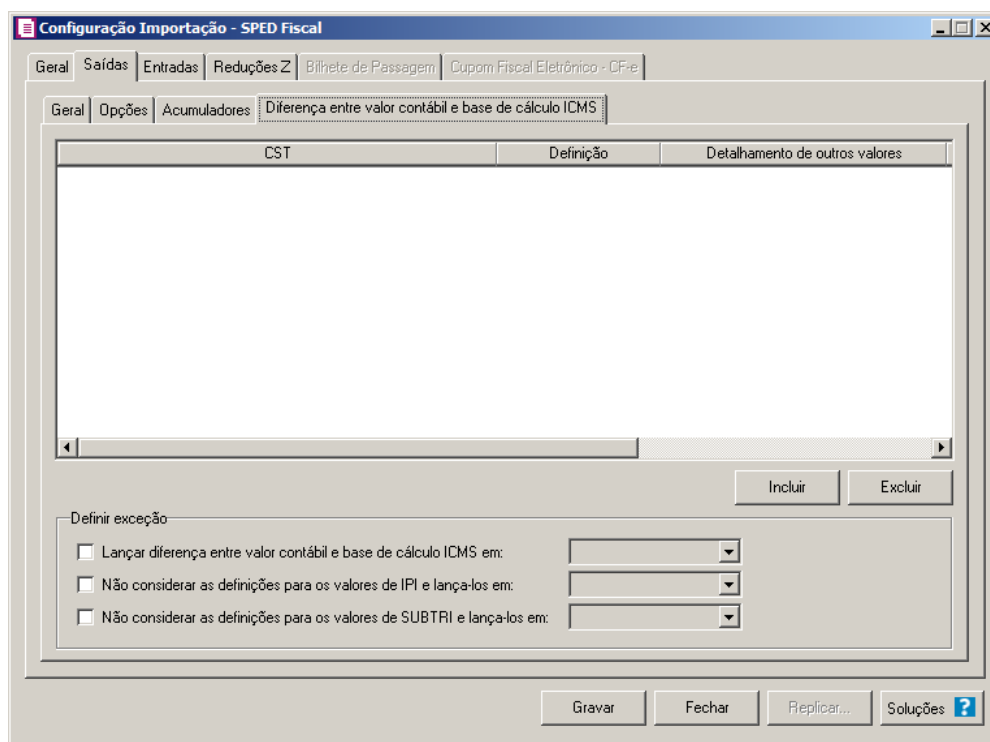 Configuração Importação - SPED Fiscal
Geral Saídas Entradas Reduções Z Bilhete de Passagem Cupom Fiscal Eletrônico - CF-e
Geral Opções Acumuladores Diferença entre valor contábil e base de cálculo ICMS
CST Definição Detalhamento de outros valores
Incluir Excluir
Definir exceção
Lançar diferença entre valor contábil e base de cálculo ICMS em:
Não considerar as definições para os valores de IPI e lança-los em:
Não considerar as definições para os valores de SUBTRI e lança-los em:
Gravar Fechar Replicar... Soluções ?